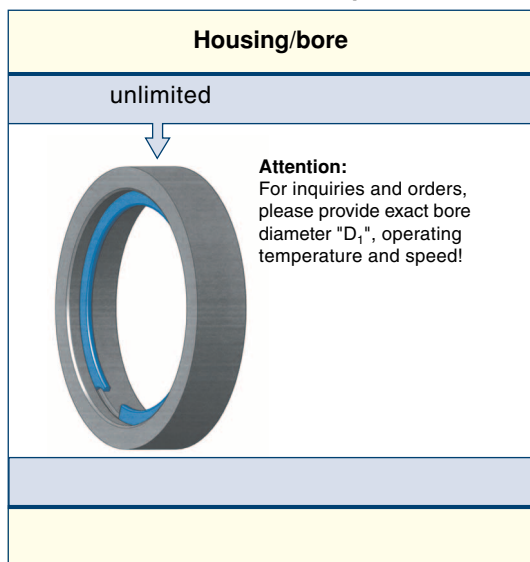 Housing/bore
unlimited
Attention:
For inquiries and orders,
please provide exact bore
diameter "D₁", operating
temperature and speed!